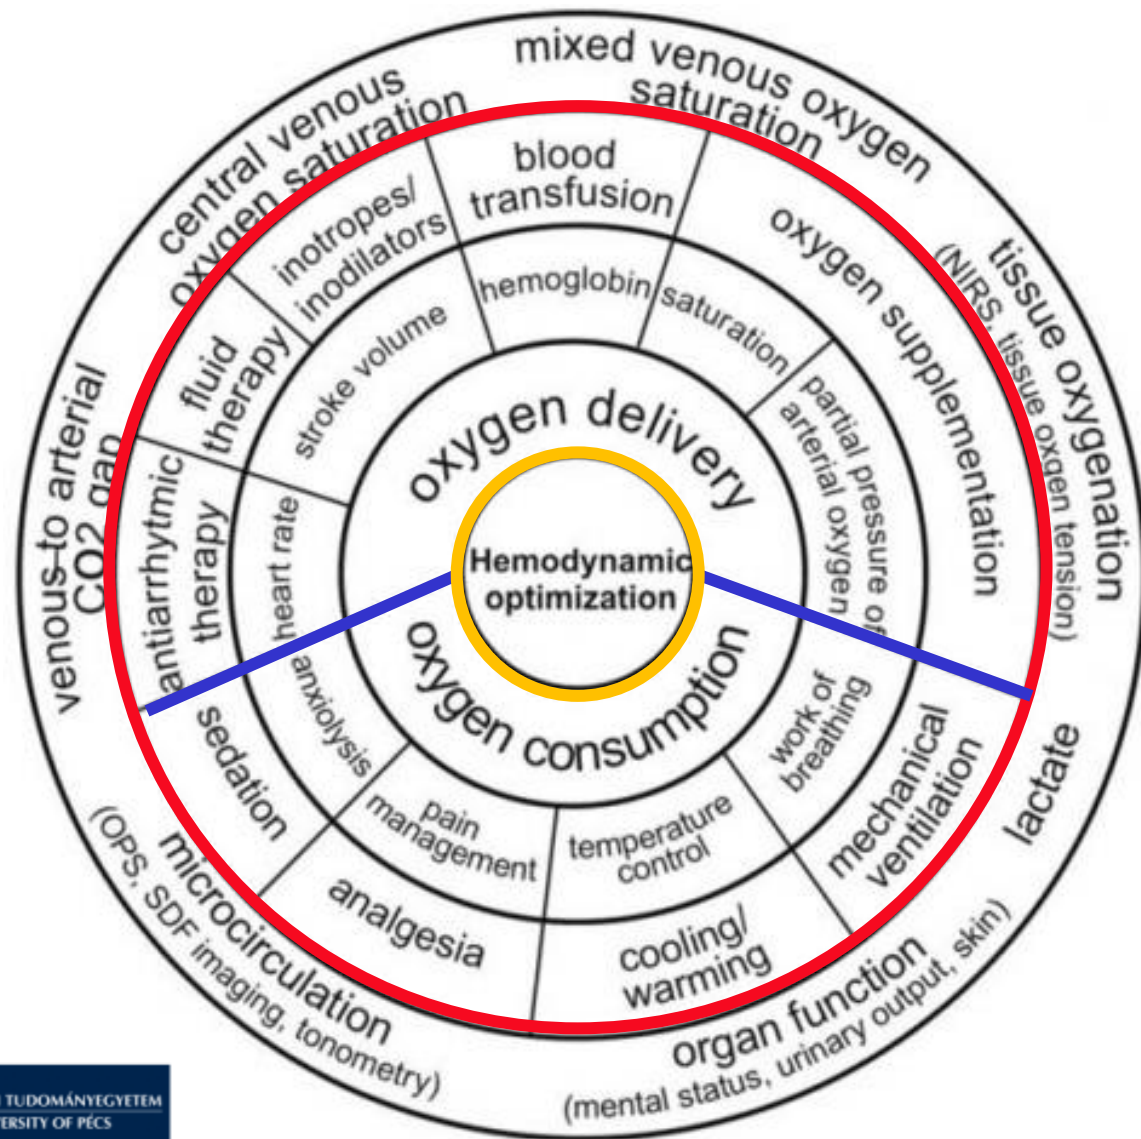 mixed venous oxygen
saturation
central venous
oxygen saturation
tissue oxygenation
(NIRS, tissue oxgen tension)
venous-to arterial
CO2 gap
lactate
microcirculation
(OPS, SDF imaging, tonometry)
organ function
(mental status, urinary output, skin)
blood
transfusion
inotropes/
inodilators
fluid
therapy
antiarrhytmic
therapy
oxygen supplementation
sedation
analgesia
cooling/
warming
mechanical
ventilation
hemoglobin
saturation
stroke volume
heart rate
partial pressure of
arterial oxygen
anxiolysis
pain
management
temperature
control
work of
breathing
oxygen delivery
Hemodynamic
optimization
oxygen consumption
TUDOMÁNYEGYETEM
ERSITY OF PÉCS